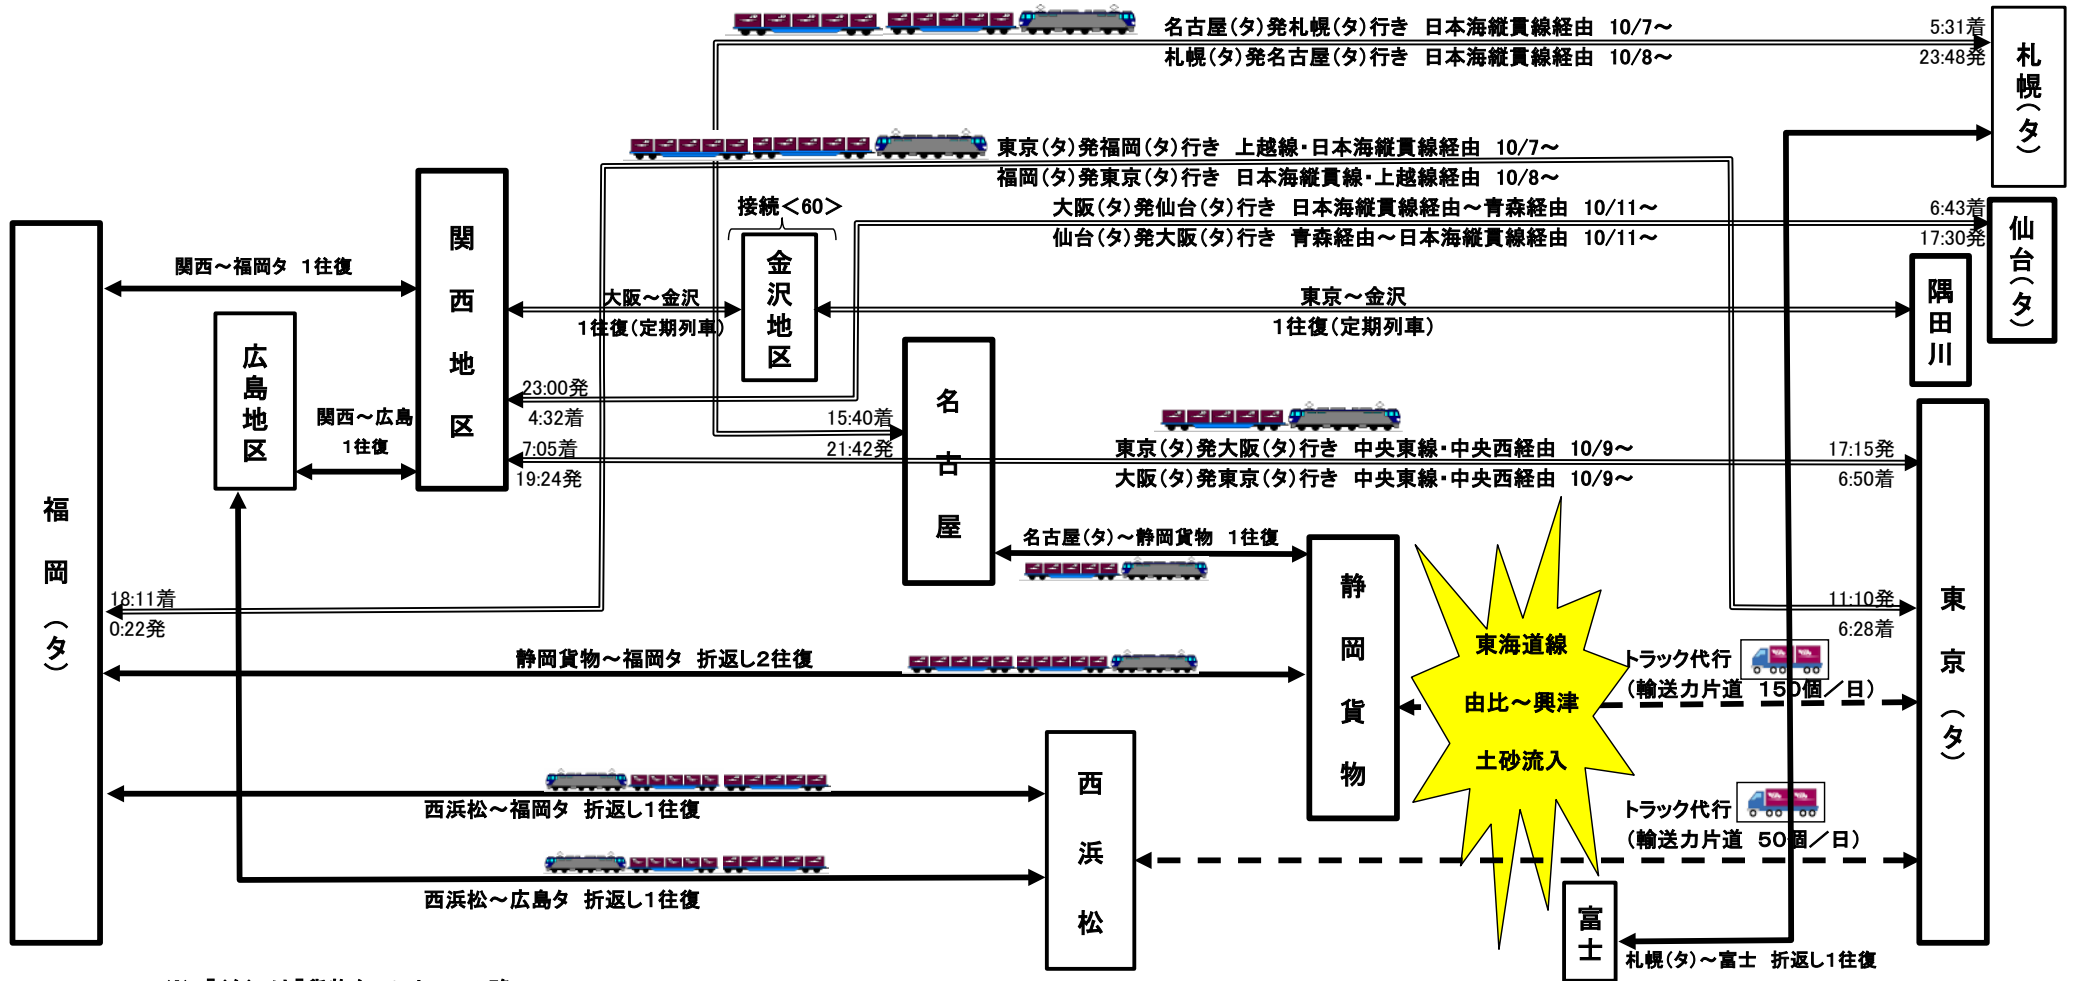 名古屋(タ)発札幌(タ)行き 日本海縦貫線経由 10/7～
札幌(タ)発名古屋(タ)行き 日本海縦貫線経由 10/8～
5:31着
23:48発
札幌(タ)
東京(タ)発福岡(タ)行き 上越線・日本海縦貫線経由 10/7～
福岡(タ)発東京(タ)行き 日本海縦貫線・上越線経由 10/8～
接続＜60＞
大阪(タ)発仙台(タ)行き 日本海縦貫線経由～青森経由 10/11～
仙台(タ)発大阪(タ)行き 青森経由～日本海縦貫線経由 10/11～
6:43着
17:30発
仙台(タ)
関西地区
金沢地区
隅田川
関西～福岡タ 1往復
大阪～金沢
1往復(定期列車)
東京～金沢
1往復(定期列車)
広島地区
関西～広島
1往復
23:00発
4:32着
7:05着
19:24発
15:40着
21:42発
名古屋
東京(タ)発大阪(タ)行き 中央東線・中央西経由 10/9～
大阪(タ)発東京(タ)行き 中央東線・中央西経由 10/9～
17:15発
6:50着
福岡(タ)
名古屋(タ)～静岡貨物 1往復
静岡貨物
18:11着
0:22発
11:10発
6:28着
東京(タ)
静岡貨物～福岡タ 折返し2往復
東海道線
由比～興津
土砂流入
トラック代行
(輸送力片道 150個／日)
西浜松
西浜松～福岡タ 折返し1往復
トラック代行
(輸送力片道 50個／日)
西浜松～広島タ 折返し1往復
富士
札幌(タ)～富士 折返し1往復